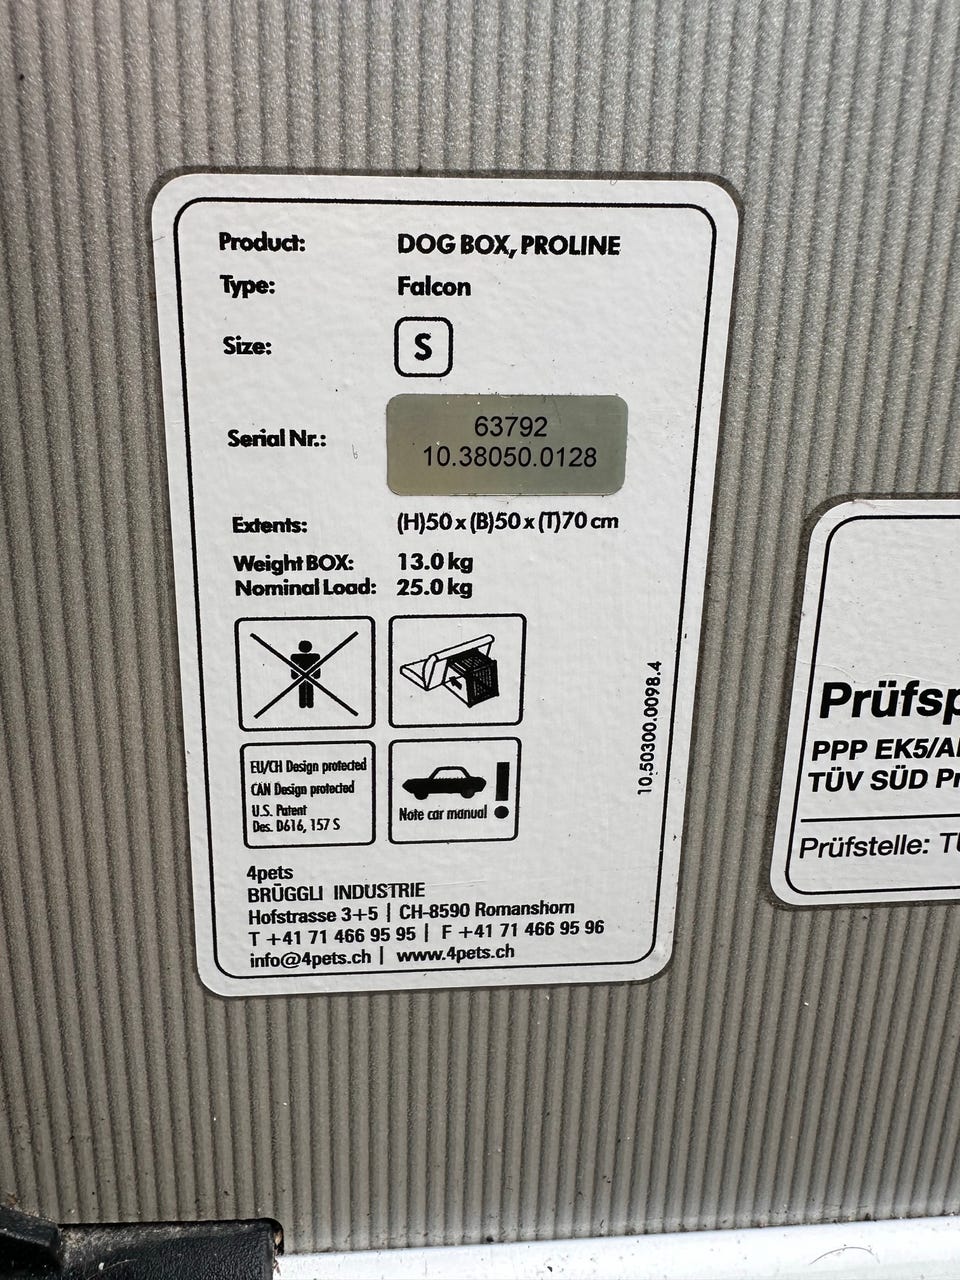 Product: DOG BOX, PROLINE
Type: Falcon
Size: S
Serial Nr.: 63792
10.38050.0128
Extents: (H)50 x (B)50 x (T)70 cm
Weight BOX: 13.0 kg
Nominal Load: 25.0 kg
EU/CH Design protected
CAN Design protected
U.S. Patent
Des. D616, 157 S
Note car manual !
10.50300.0098.4
4pets
BRÜGGLI INDUSTRIE
Hofstrasse 3+5 | CH-8590 Romanshorn
T +41 71 466 95 95 | F +41 71 466 95 96
info@4pets.ch | www.4pets.ch
Prüfsp
PPP EK5/A
TÜV SÜD Pr
Prüfstelle: TÜ